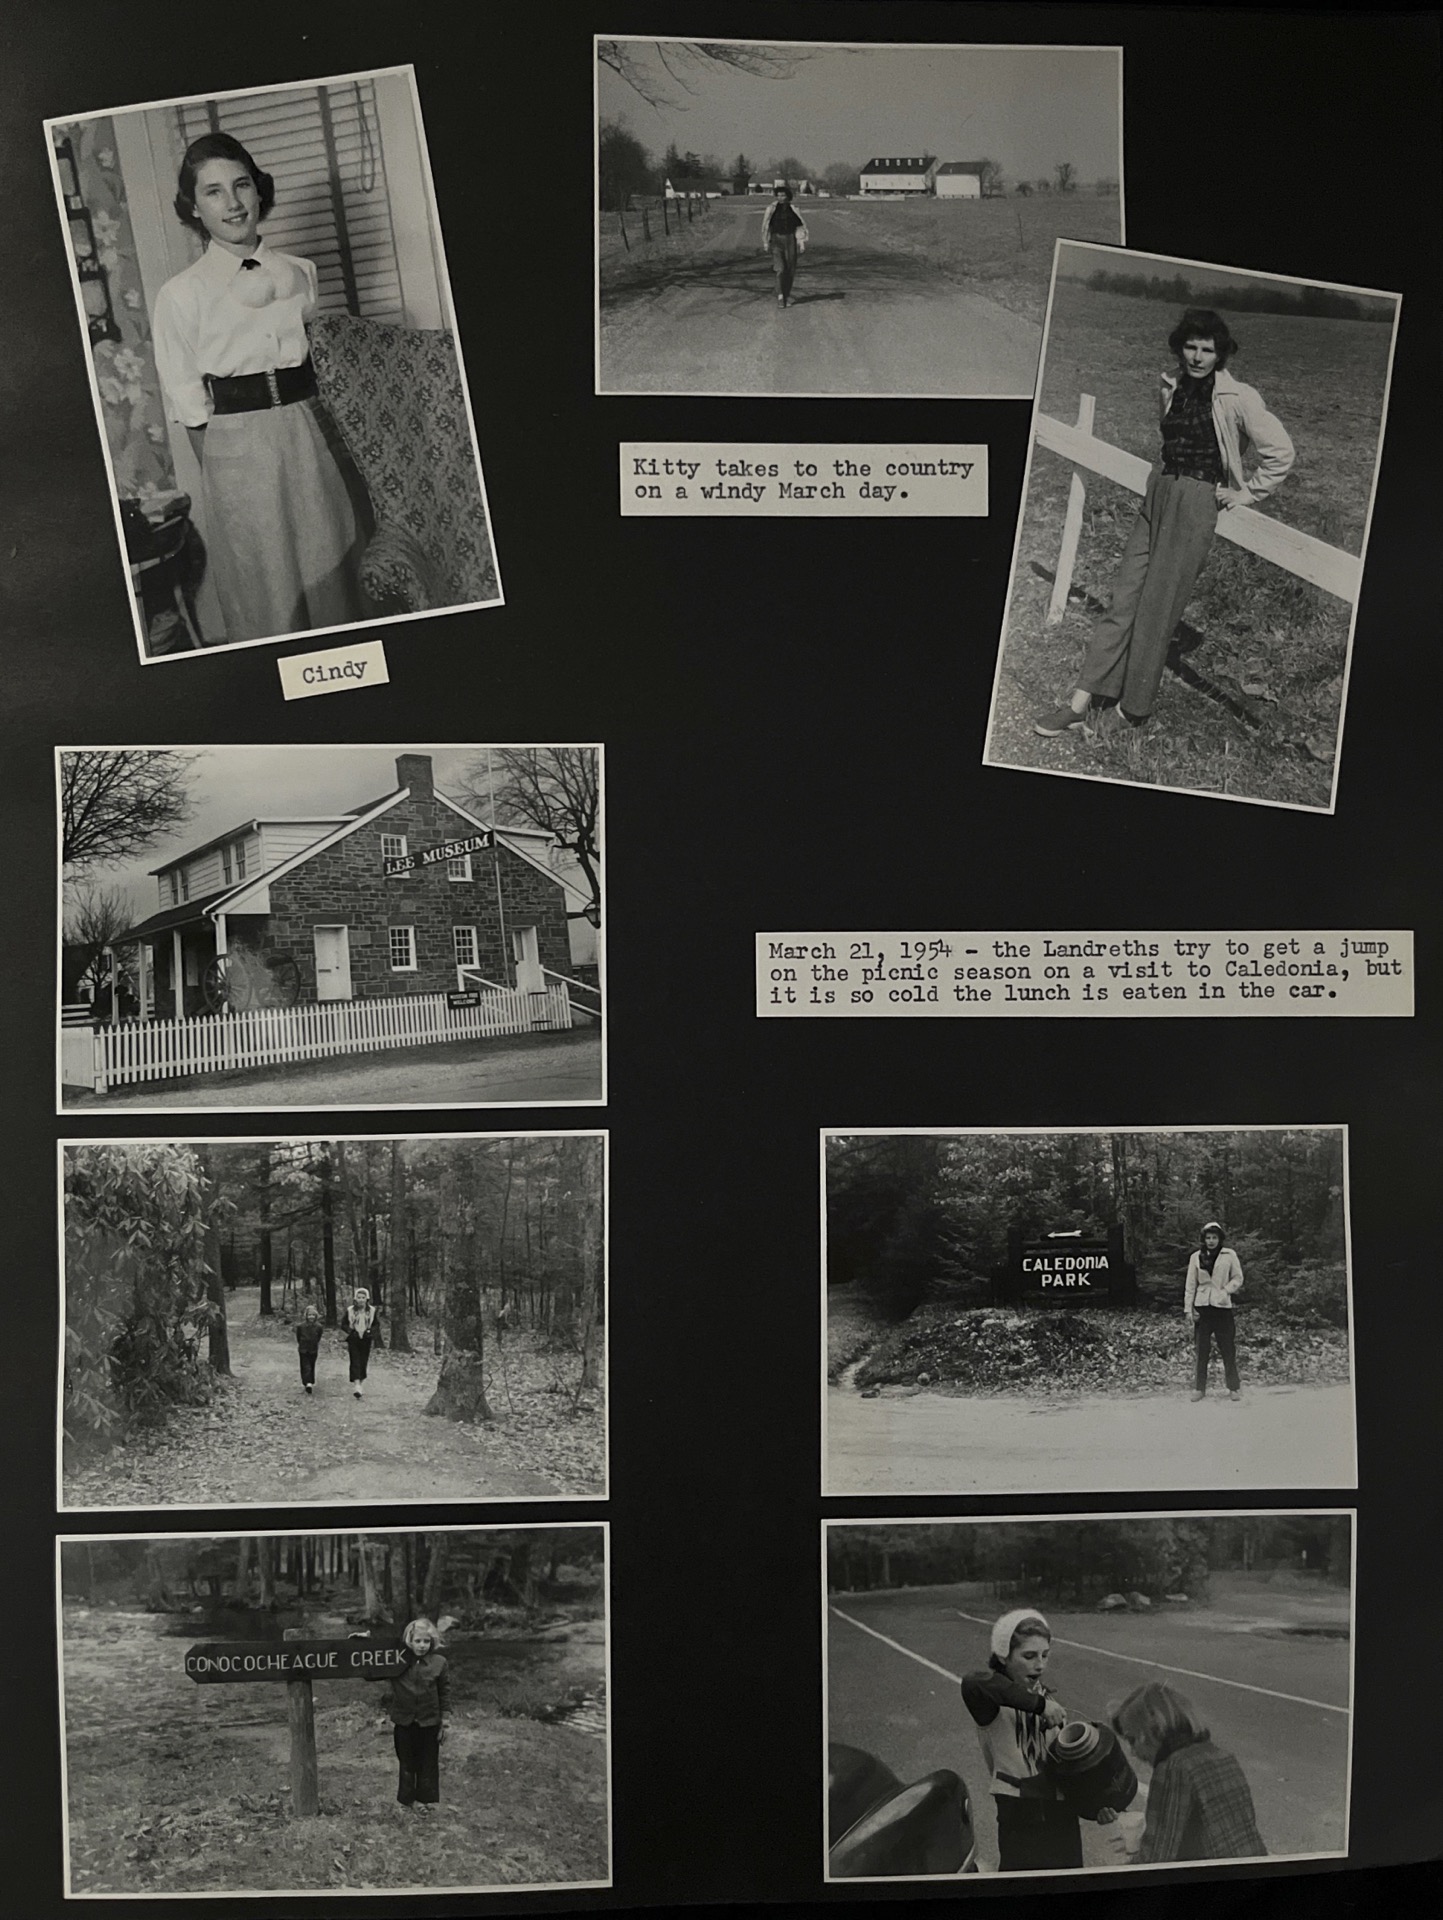 Kitty takes to the country
on a windy March day.
Cindy
LEE MUSEUM
WELCOME
March 21, 1954 - the Landreths try to get a jump
on the picnic season on a visit to Caledonia, but
it is so cold the lunch is eaten in the car.
CALEDONIA
PARK
CONOCOCHEAGUE CREEK